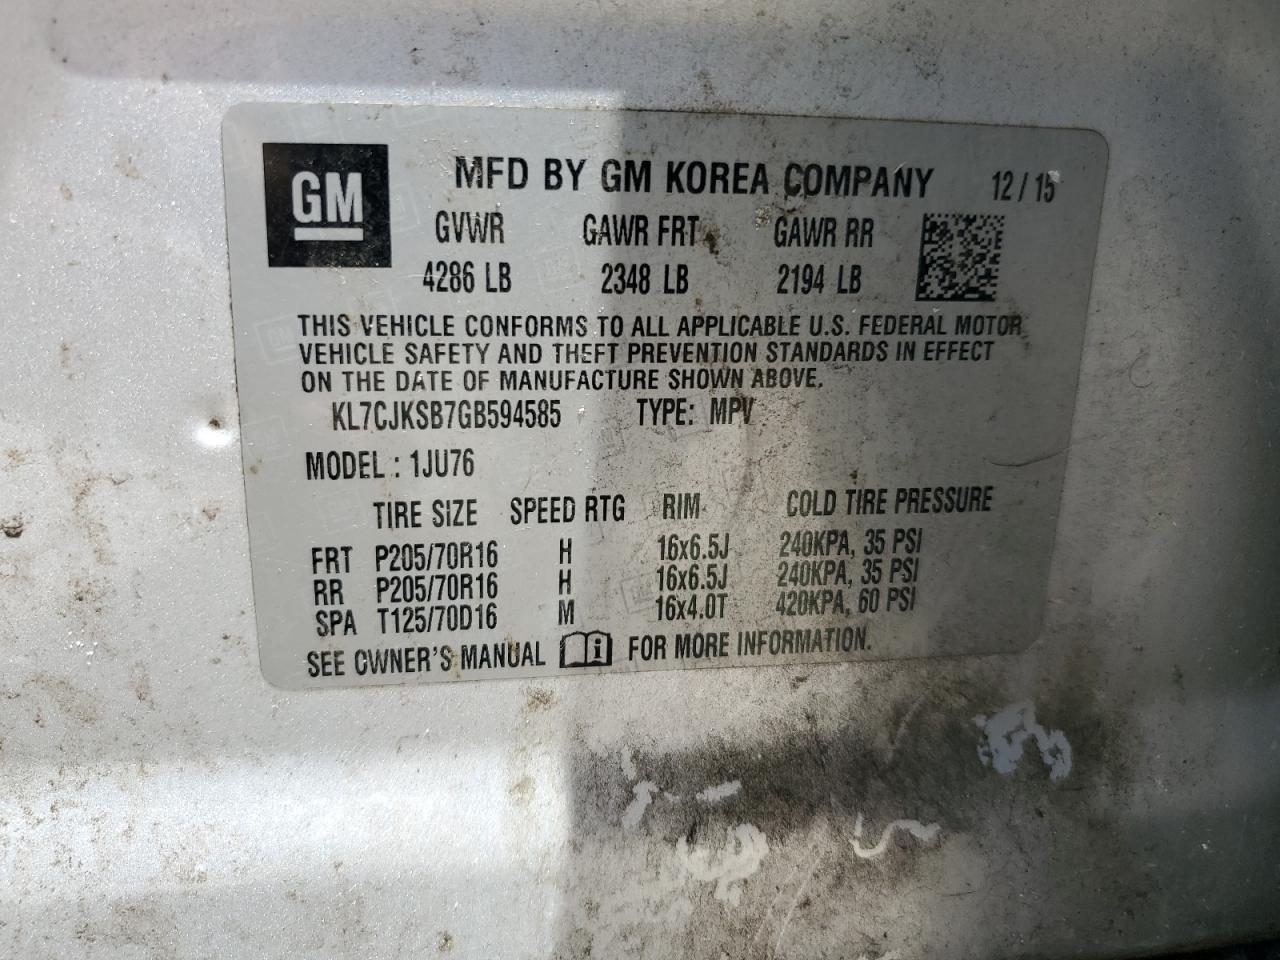 GM
MFD BY GM KOREA COMPANY 12/15
GVWR GAWR FRT GAWR RR
4286 LB 2348 LB 2194 LB
THIS VEHICLE CONFORMS TO ALL APPLICABLE U.S. FEDERAL MOTOR
VEHICLE SAFETY AND THEFT PREVENTION STANDARDS IN EFFECT
ON THE DATE OF MANUFACTURE SHOWN ABOVE.
KL7CJKSB7GB594585 TYPE: MPV
MODEL : 1JU76
TIRE SIZE SPEED RTG RIM COLD TIRE PRESSURE
FRT P205/70R16 H 16x6.5J 240KPA, 35 PSI
RR P205/70R16 H 16x6.5J 240KPA, 35 PSI
SPA T125/70D16 M 16x4.0T 420KPA, 60 PSI
SEE OWNER'S MANUAL i FOR MORE INFORMATION.